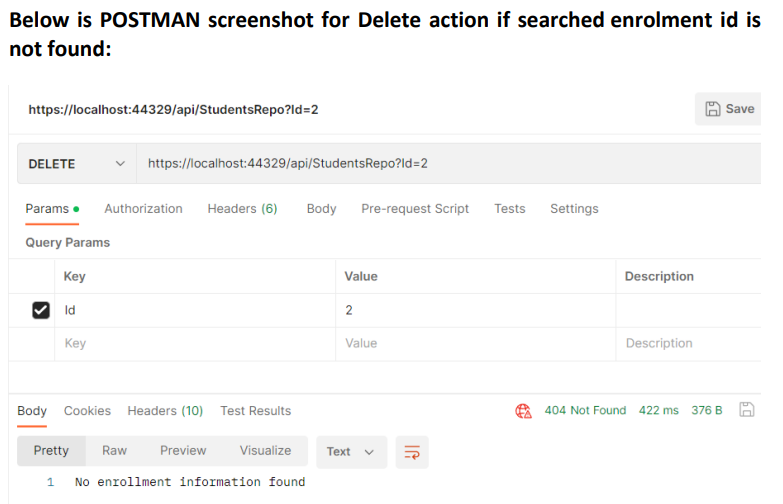 Below is POSTMAN screenshot for Delete action if searched enrolment id is
not found:
https://localhost:44329/api/StudentsRepo?Id=2
Save
DELETE
https://localhost:44329/api/StudentsRepo?Id=2
Params Authorization Headers (6) Body Pre-request Script Tests Settings
Query Params
Key Value Description
Id 2
Key Value Description
Body Cookies Headers (10) Test Results 404 Not Found 422 ms 376 B
Pretty Raw Preview Visualize Text
1 No enrollment information found